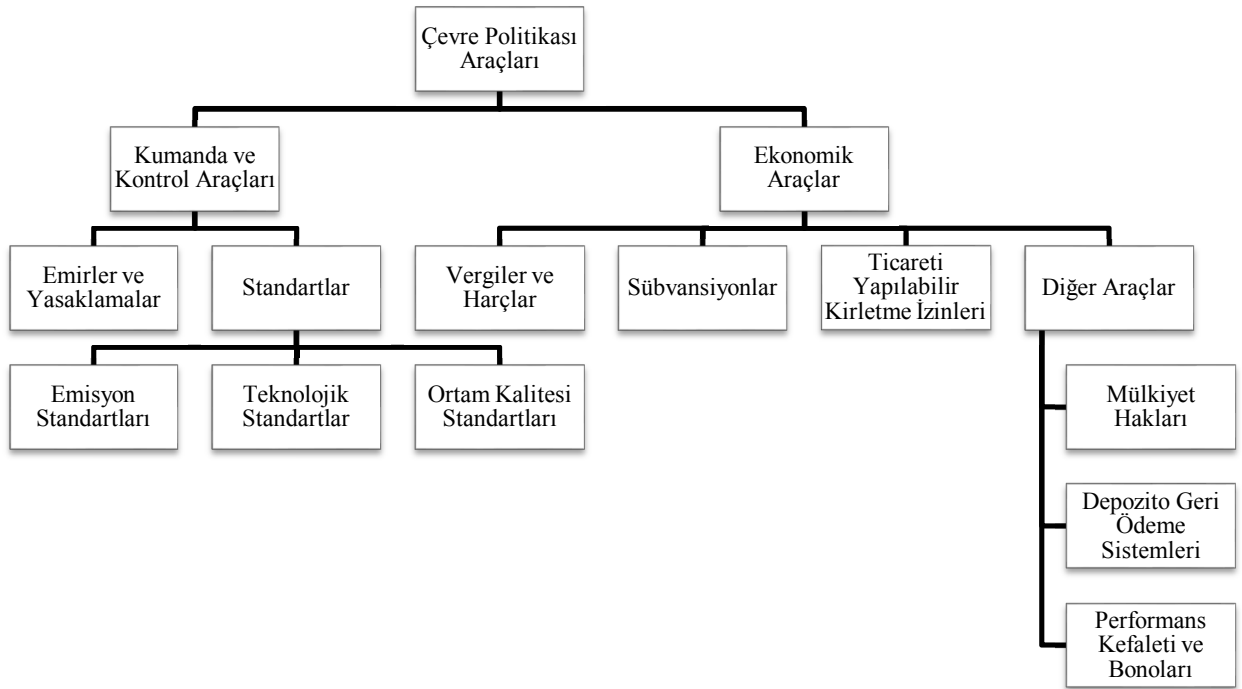 Çevre Politikası
Araçları
Kumanda ve
Kontrol Araçları
Ekonomik
Araçlar
Emirler ve
Yasaklamalar
Standartlar
Vergiler ve
Harçlar
Sübvansiyonlar
Ticareti
Yapılabilir
Kirletme İzinleri
Diğer Araçlar
Emisyon
Standartları
Teknolojik
Standartlar
Ortam Kalitesi
Standartları
Mülkiyet
Hakları
Depozito Geri
Ödeme
Sistemleri
Performans
Kefaleti ve
Bonoları